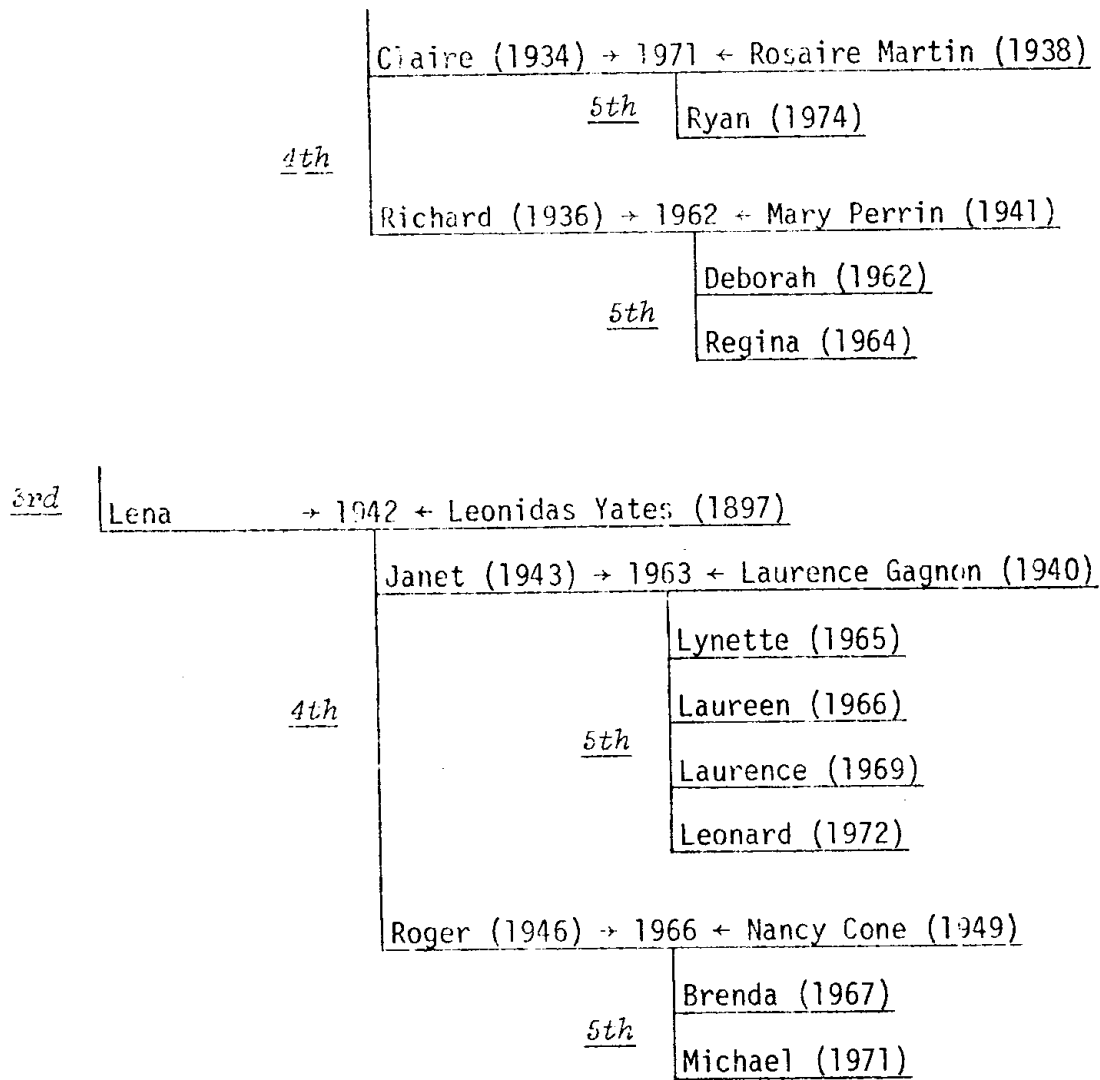 Claire (1934) → 1971 ← Rosaire Martin (1938)
5th
Ryan (1974)
4th
Richard (1936) → 1962 ← Mary Perrin (1941)
Deborah (1962)
5th
Regina (1964)
3rd
Lena → 1942 ← Leonidas Yates (1897)
Janet (1943) → 1963 ← Laurence Gagnon (1940)
Lynette (1965)
4th
Laureen (1966)
5th
Laurence (1969)
Leonard (1972)
Roger (1946) → 1966 ← Nancy Cone (1949)
Brenda (1967)
5th
Michael (1971)